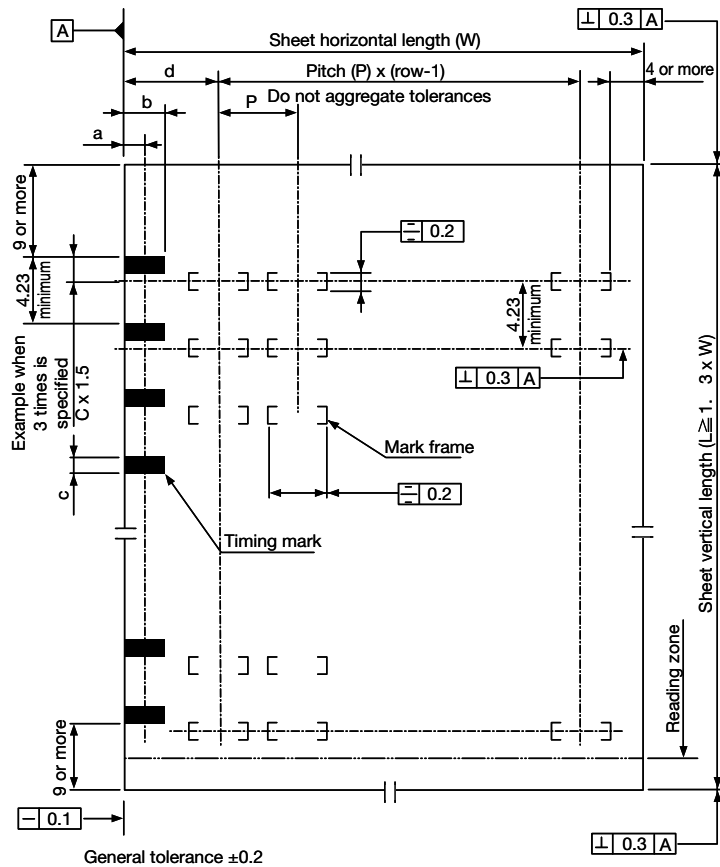 ⊥ 0.3 A
A
Sheet horizontal length (W)
d
Pitch (P) x (row-1)
4 or more
b
P
Do not aggregate tolerances
a
9 or more
0.2
4.23
minimum
4.23
minimum
Example when
3 times is
specified
C x 1.5
⊥ 0.3 A
Mark frame
c
0.2
Timing mark
Sheet vertical length (L≧1. 3 x W)
Reading zone
9 or more
— 0.1
⊥ 0.3 A
General tolerance ±0.2